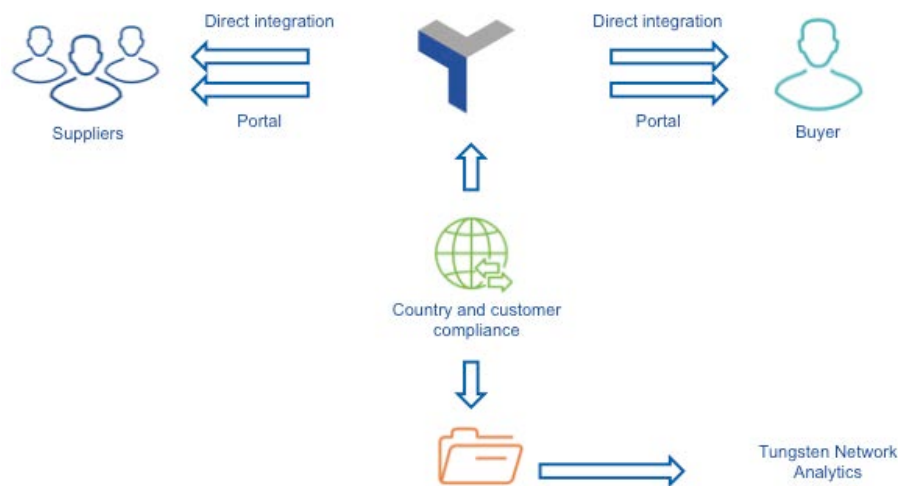 Direct integration
Direct integration
Portal
Portal
Suppliers
Buyer
Country and customer
compliance
Tungsten Network
Analytics